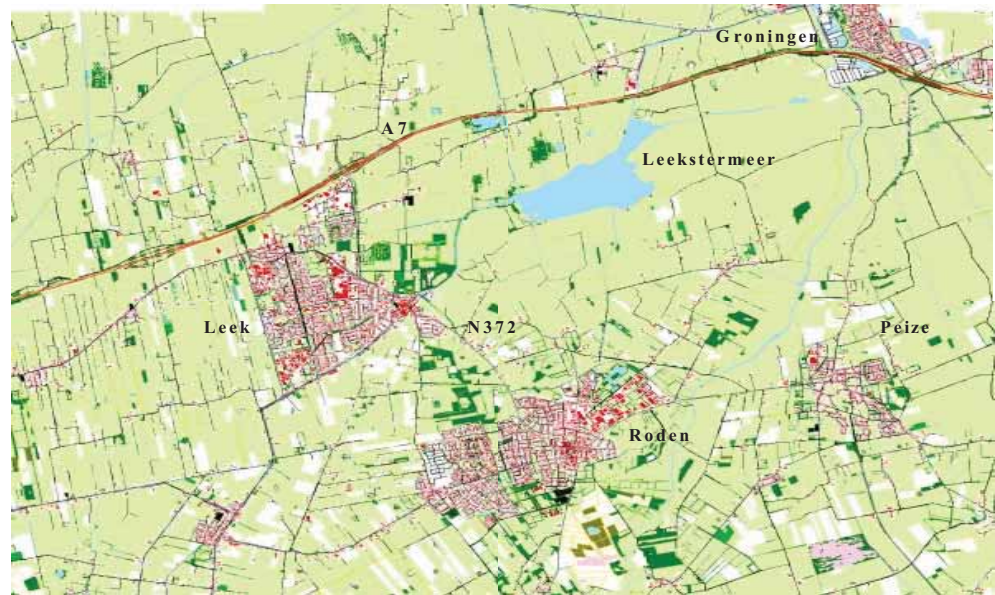 Groningen
A7
Leekstermeer
Leek
N372
Peize
Roden